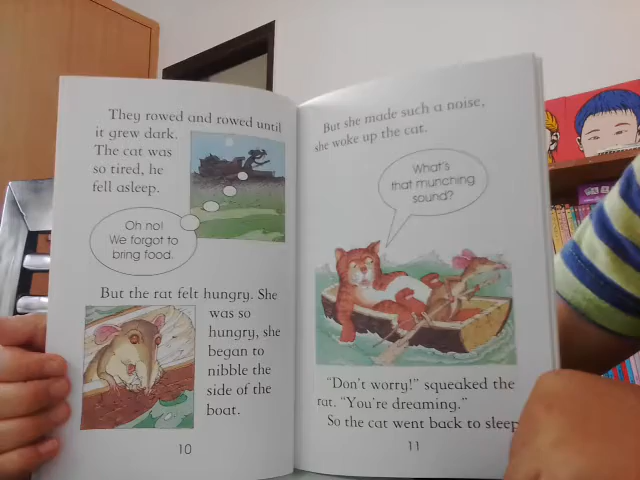 They rowed and rowed until
it grew dark.
The cat was
so tired, he
fell asleep.
Oh no!
We forgot to
bring food.
But the rat felt hungry. She
was so
hungry, she
began to
nibble the
side of the
boat.
10
But she made such a noise,
she woke up the cat.
What's
that munching
sound?
"Don't worry!" squeaked the
rat. "You're dreaming."
So the cat went back to sleep
11